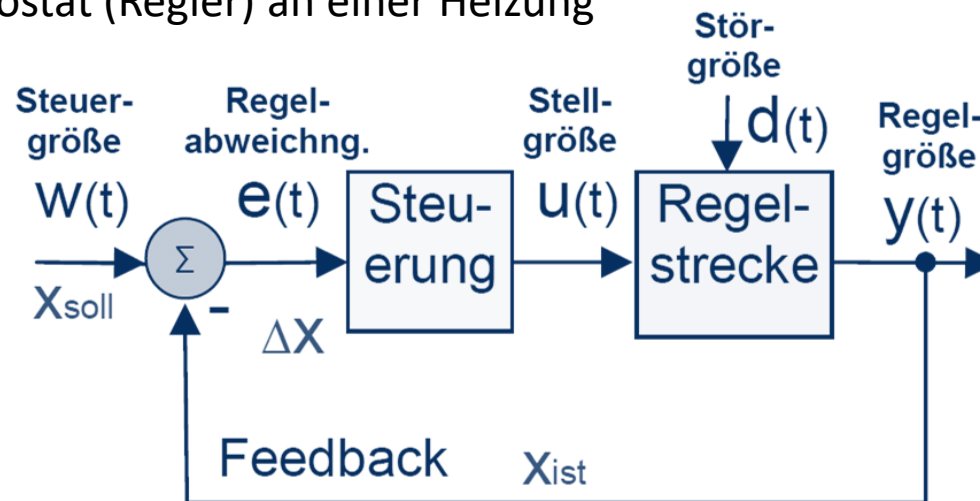 ostat (Regler) an einer Heizung
Stör-
größe
d(t)
Steuer-
größe
w(t)
Xsoll
Σ
-
Regel-
abweichng.
e(t)
ΔX
Steu-
erung
Stell-
größe
u(t)
Regel-
strecke
Regel-
größe
y(t)
Feedback
Xist